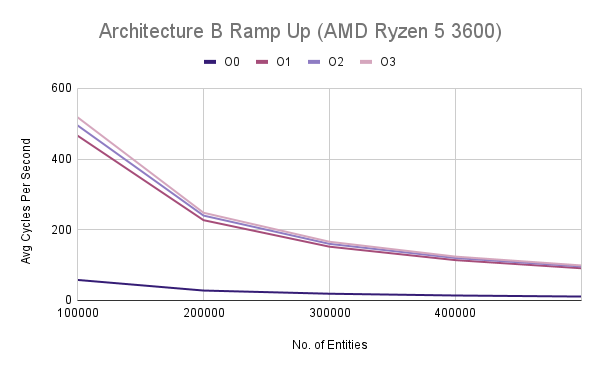 Architecture B Ramp Up (AMD Ryzen 5 3600)
O0 O1 O2 O3
600
400
200
0
Avg Cycles Per Second
100000 200000 300000 400000
No. of Entities